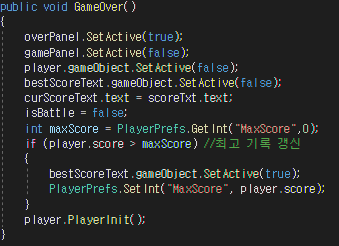 public void GameOver()
{
overPanel.SetActive(true);
gamePanel.SetActive(false);
player.gameObject.SetActive(false);
bestScoreText.gameObject.SetActive(false);
curScoreText.text = scoreTxt.text;
isBattle = false;
int maxScore = PlayerPrefs.GetInt("MaxScore",0);
if (player.score > maxScore) //최고 기록 갱신
{
bestScoreText.gameObject.SetActive(true);
PlayerPrefs.SetInt("MaxScore", player.score);
}
player.PlayerInit();
}